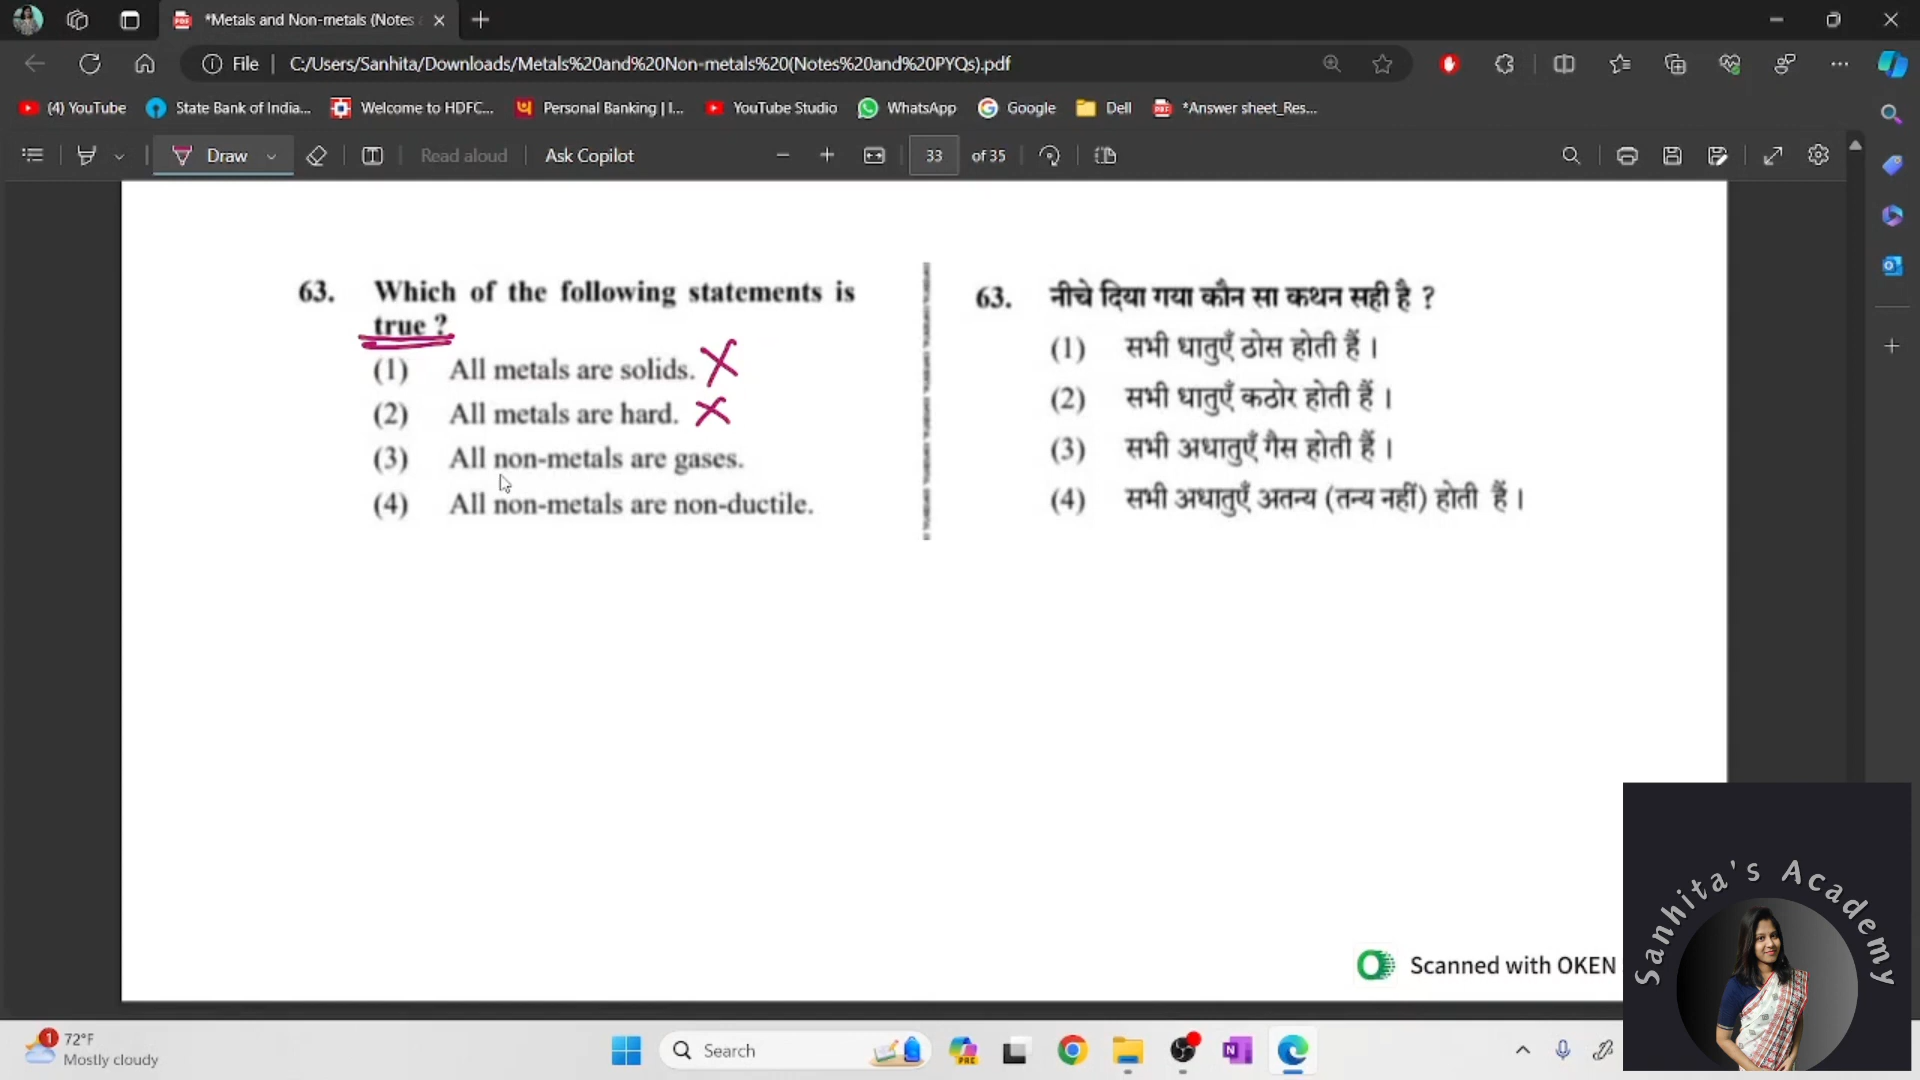 *Metals and Non-metals (Notes
File
C:/Users/Sanhita/Downloads/Metals%20and%20Non-metals%20(Notes%20and%20PYQs).pdf
(4) YouTube
State Bank of India...
Welcome to HDFC...
Personal Banking | I...
YouTube Studio
WhatsApp
Google
Dell
*Answer sheet_Res...
Draw
Read aloud
Ask Copilot
33
of 35
63. Which of the following statements is
true ?
(1) All metals are solids.
(2) All metals are hard.
(3) All non-metals are gases.
(4) All non-metals are non-ductile.
63. नीचे दिया गया कौन सा कथन सही है ?
(1) सभी धातुएँ ठोस होती हैं ।
(2) सभी धातुएँ कठोर होती हैं ।
(3) सभी अधातुएँ गैस होती हैं ।
(4) सभी अधातुएँ अतन्य (तन्य नहीं) होती हैं ।
Scanned with OKEN
Sanhita's Academy
1
72°F
Mostly cloudy
Search
PRE